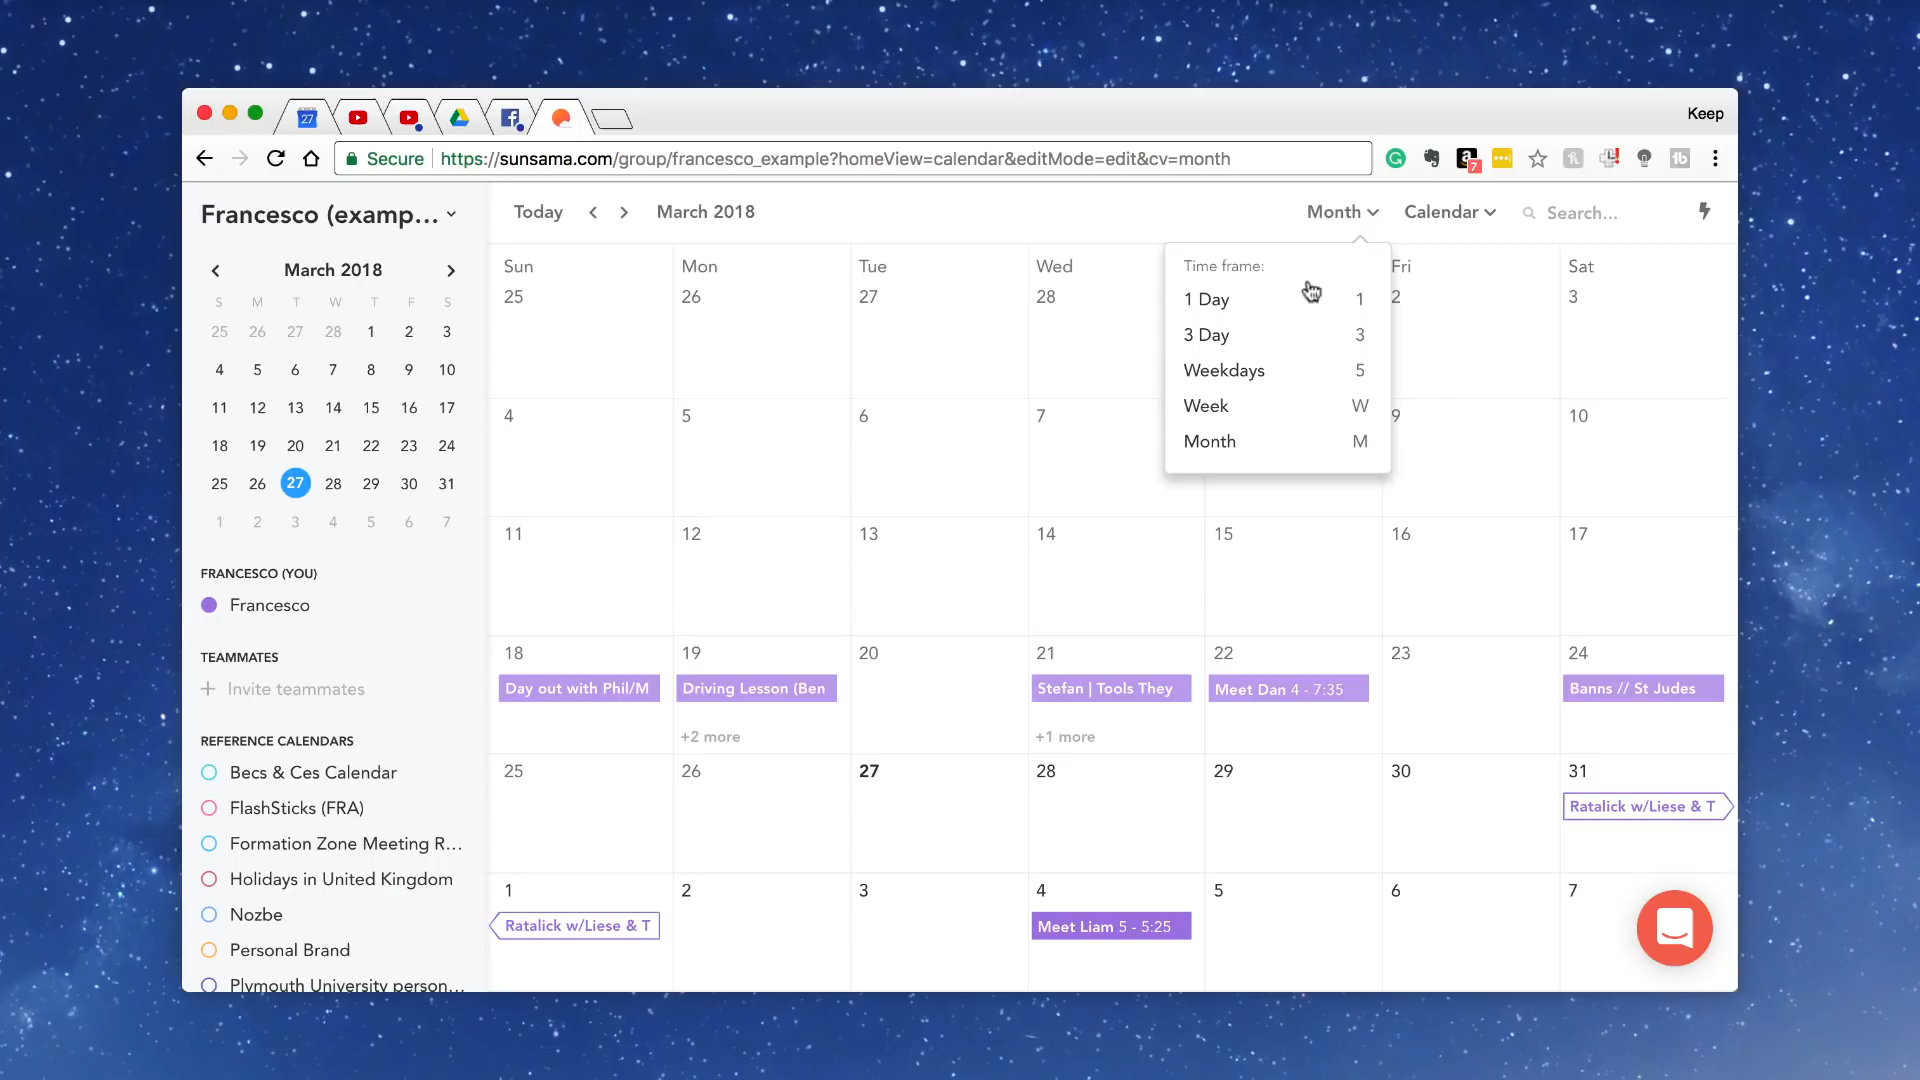 27
Keep
Secure https://sunsama.com/group/francesco_example?homeView=calendar&editMode=edit&cv=month
7
Francesco (examp...
Today March 2018 Month Calendar Search...
March 2018
S M T W T F S
25 26 27 28 1 2 3
4 5 6 7 8 9 10
11 12 13 14 15 16 17
18 19 20 21 22 23 24
25 26 27 28 29 30 31
1 2 3 4 5 6 7
FRANCESCO (YOU)
Francesco
TEAMMATES
+ Invite teammates
REFERENCE CALENDARS
Becs & Ces Calendar
FlashSticks (FRA)
Formation Zone Meeting R...
Holidays in United Kingdom
Nozbe
Personal Brand
Plymouth University person...
Sun Mon Tue Wed Fri Sat
25 26 27 28 2 3
Time frame:
1 Day 1
3 Day 3
Weekdays 5
Week W
Month M
4 5 6 7 9 10
11 12 13 14 15 16 17
18 19 20 21 22 23 24
Day out with Phil/M Driving Lesson (Ben Stefan | Tools They Meet Dan 4 - 7:35 Banns // St Judes
+2 more +1 more
25 26 27 28 29 30 31
Ratalick w/Liese & T
1 2 3 4 5 6 7
Ratalick w/Liese & T Meet Liam 5 - 5:25